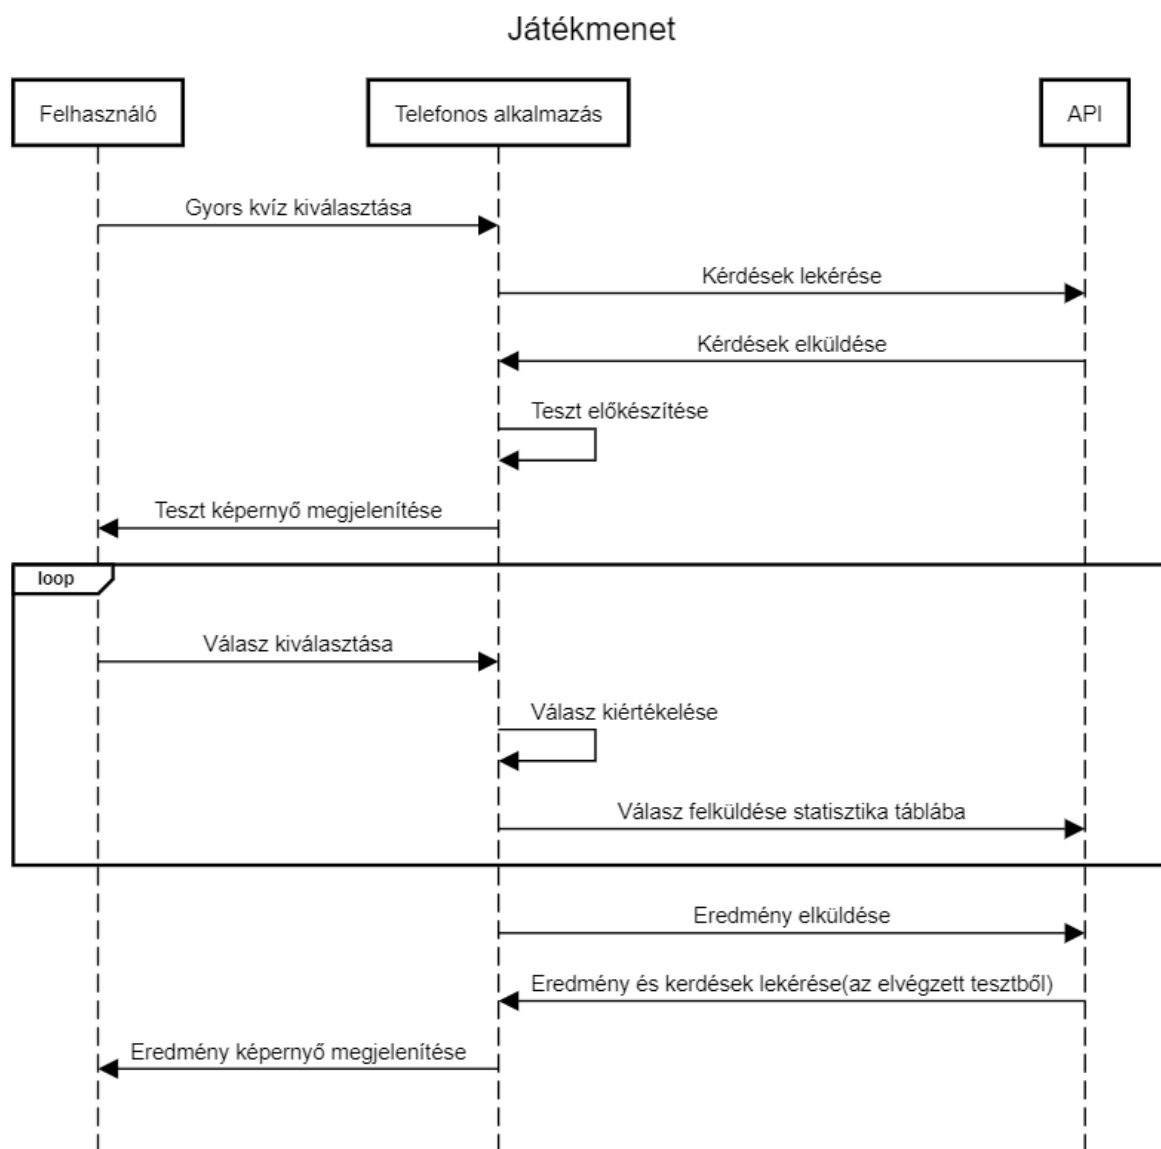 Játékmenet
Felhasználó
Telefonos alkalmazás
API
Gyors kvíz kiválasztása
Kérdések lekérése
Kérdések elküldése
Teszt előkészítése
Teszt képernyő megjelenítése
loop
Válasz kiválasztása
Válasz kiértékelése
Válasz felküldése statisztika táblába
Eredmény elküldése
Eredmény és kerdések lekérése(az elvégzett tesztből)
Eredmény képernyő megjelenítése